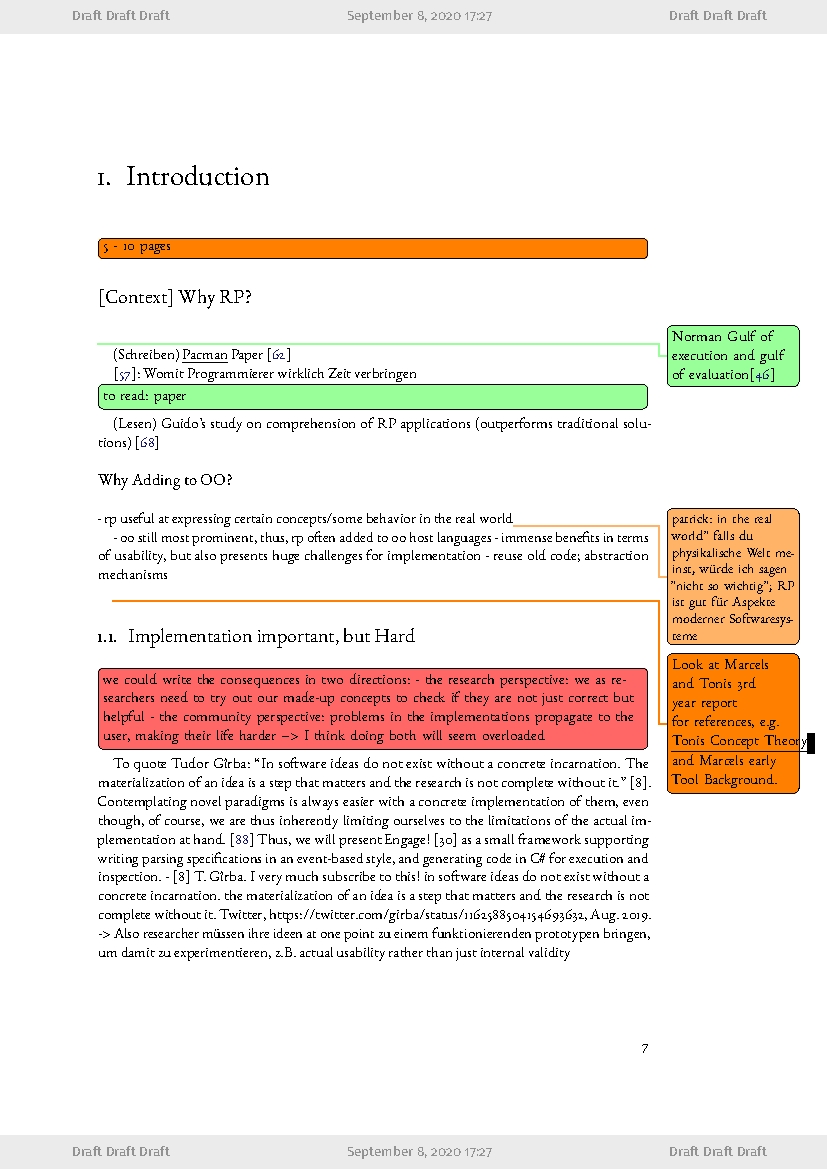 Draft Draft Draft September 8, 2020 17:27 Draft Draft Draft
1. Introduction
5 - 10 pages
[Context] Why RP?
(Schreiben) Pacman Paper [62]
[57]: Womit Programmierer wirklich Zeit verbringen
to read: paper
(Lesen) Guido's study on comprehension of RP applications (outperforms traditional solu-
tions) [68]
Norman Gulf of
execution and gulf
of evaluation[46]
Why Adding to OO?
- rp useful at expressing certain concepts/some behavior in the real world
- oo still most prominent, thus, rp often added to oo host languages - immense benefits in terms
of usability, but also presents huge challenges for implementation - reuse old code; abstraction
mechanisms
patrick: in the real
world" falls du
physikalische Welt me-
inst, würde ich sagen
"nicht so wichtig"; RP
ist gut für Aspekte
moderner Softwaresys-
teme
1.1. Implementation important, but Hard
we could write the consequences in two directions: - the research perspective: we as re-
searchers need to try out our made-up concepts to check if they are not just correct but
helpful - the community perspective: problems in the implementations propagate to the
user, making their life harder –> I think doing both will seem overloaded
Look at Marcels
and Tonis 3rd
year report
for references, e.g.
Tonis Concept Theory
and Marcels early
Tool Background.
To quote Tudor Gîrba: “In software ideas do not exist without a concrete incarnation. The
materialization of an idea is a step that matters and the research is not complete without it.” [8].
Contemplating novel paradigms is always easier with a concrete implementation of them, even
though, of course, we are thus inherently limiting ourselves to the limitations of the actual im-
plementation at hand. [88] Thus, we will present Engage! [30] as a small framework supporting
writing parsing specifications in an event-based style, and generating code in C# for execution and
inspection. - [8] T. Gîrba. I very much subscribe to this! in software ideas do not exist without a
concrete incarnation. the materialization of an idea is a step that matters and the research is not
complete without it. Twitter, https://twitter.com/girba/status/1162588504154693632, Aug. 2019.
-> Also researcher müssen ihre ideen at one point zu einem funktionierenden prototypen bringen,
um damit zu experimentieren, z.B. actual usability rather than just internal validity
7
Draft Draft Draft September 8, 2020 17:27 Draft Draft Draft